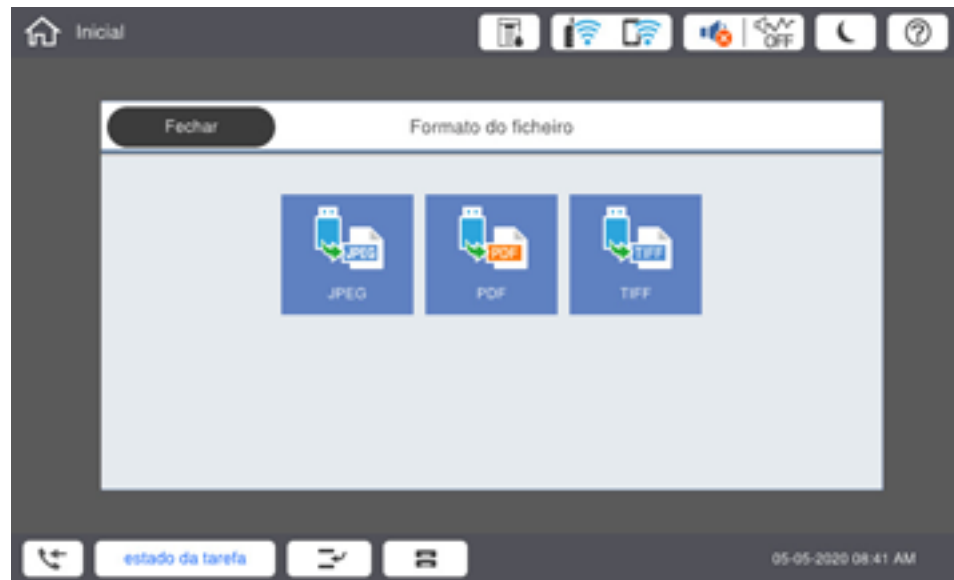 Inicial
OFF
Fechar
Formato do ficheiro
JPEG
PDF
TIFF
JPEG
PDF
TIFF
estado da tarefa
05-05-2020 08:41 AM